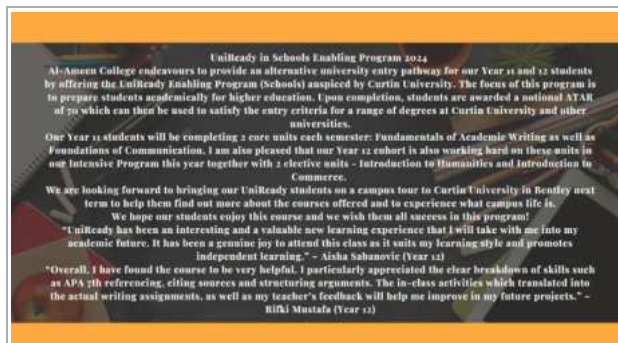 UniReady in Schools Enabling Program 2024
Al-Ameen College endeavours to provide an alternative university entry pathway for our Year 11 and 12 students
by offering the UniReady Enabling Program (Schools) auspiced by Curtin University. The focus of this program is
to prepare students academically for higher education. Upon completion, students are awarded a notional ATAR
of 70 which can then be used to satisfy the entry criteria for a range of degrees at Curtin University and other
universities.
Our Year 11 students will be completing 2 core units each semester: Fundamentals of Academic Writing as well as
Foundations of Communication. I am also pleased that our Year 12 cohort is also working hard on these units in
our Intensive Program this year together with 2 elective units - Introduction to Humanities and Introduction to
Commerce.
We are looking forward to bringing our UniReady students on a campus tour to Curtin University in Bentley next
term to help them find out more about the courses offered and to experience what campus life is.
We hope our students enjoy this course and we wish them all success in this program!
"UniReady has been an interesting and a valuable new learning experience that I will take with me into my
academic future. It has been a genuine joy to attend this class as it suits my learning style and promotes
independent learning." - Aisha Sabanovic (Year 12)
"Overall, I have found the course to be very helpful. I particularly appreciated the clear breakdown of skills such
as APA 7th referencing, citing sources and structuring arguments. The in-class activities which translated into
the actual writing assignments, as well as my teacher's feedback will help me improve in my future projects." -
Rifki Mustafa (Year 12)